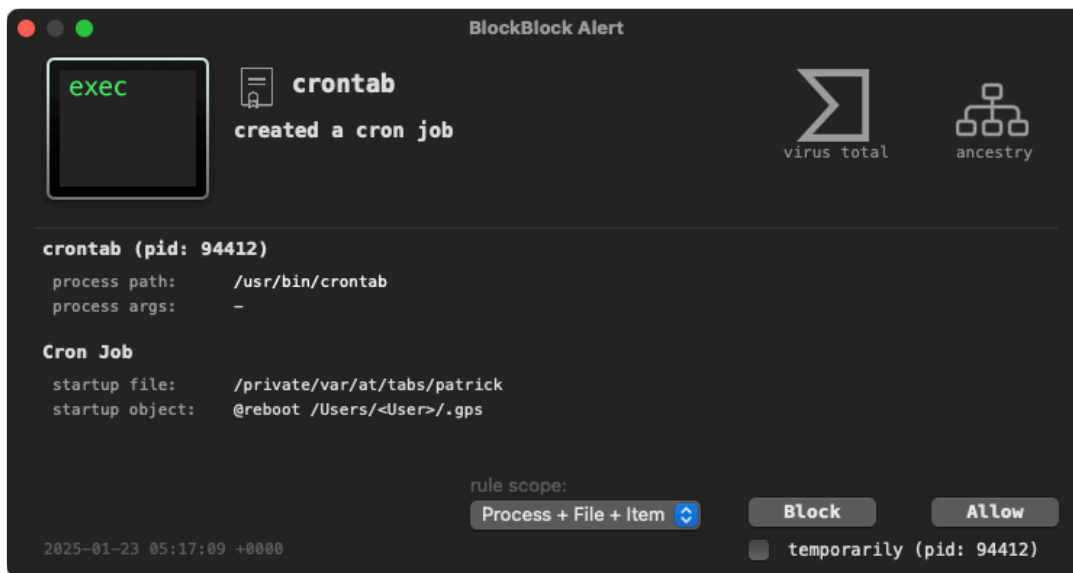 BlockBlock Alert
exec
crontab
created a cron job
virus total
ancestry
crontab (pid: 94412)
process path: /usr/bin/crontab
process args: –
Cron Job
startup file: /private/var/at/tabs/patrick
startup object: @reboot /Users/<User>/.gps
rule scope:
Process + File + Item
Block
Allow
2025-01-23 05:17:09 +0000
temporarily (pid: 94412)